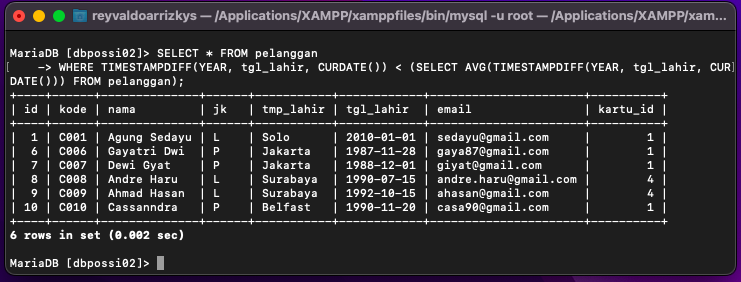 reyvaldoarrizkys — /Applications/XAMPP/xamppfiles/bin/mysql -u root — /Applications/XAMPP/xam...
MariaDB [dbpossi02]> SELECT * FROM pelanggan
[    -> WHERE TIMESTAMPDIFF(YEAR, tgl_lahir, CURDATE()) < (SELECT AVG(TIMESTAMPDIFF(YEAR, tgl_lahir, CUR]
DATE())) FROM pelanggan);
+----+------+--------------+------+-----------+------------+----------------------+----------+
| id | kode | nama         | jk   | tmp_lahir | tgl_lahir  | email                | kartu_id |
+----+------+--------------+------+-----------+------------+----------------------+----------+
|  1 | C001 | Agung Sedayu | L    | Solo      | 2010-01-01 | sedayu@gmail.com     |        1 |
|  6 | C006 | Gayatri Dwi  | P    | Jakarta   | 1987-11-28 | gaya87@gmail.com     |        1 |
|  7 | C007 | Dewi Gyat    | P    | Jakarta   | 1988-12-01 | giyat@gmail.com      |        1 |
|  8 | C008 | Andre Haru   | L    | Surabaya  | 1990-07-15 | andre.haru@gmail.com |        4 |
|  9 | C009 | Ahmad Hasan  | L    | Surabaya  | 1992-10-15 | ahasan@gmail.com     |        4 |
| 10 | C010 | Cassanndra   | P    | Belfast   | 1990-11-20 | casa90@gmail.com     |        1 |
+----+------+--------------+------+-----------+------------+----------------------+----------+
6 rows in set (0.002 sec)
MariaDB [dbpossi02]>